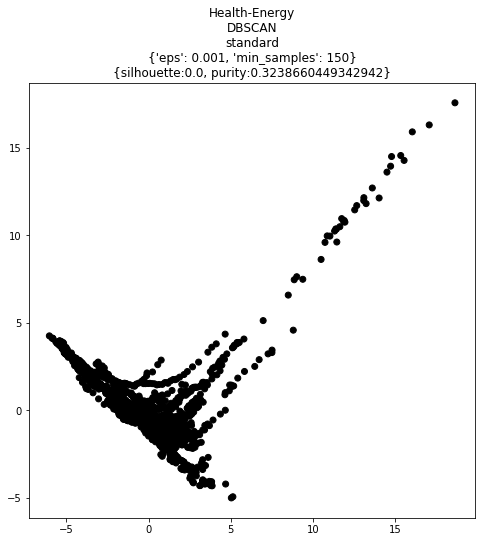 Health-Energy
DBSCAN
standard
{'eps': 0.001, 'min_samples': 150}
{silhouette:0.0, purity:0.3238660449342942}
15
10
5
0
−5
−5
0
5
10
15